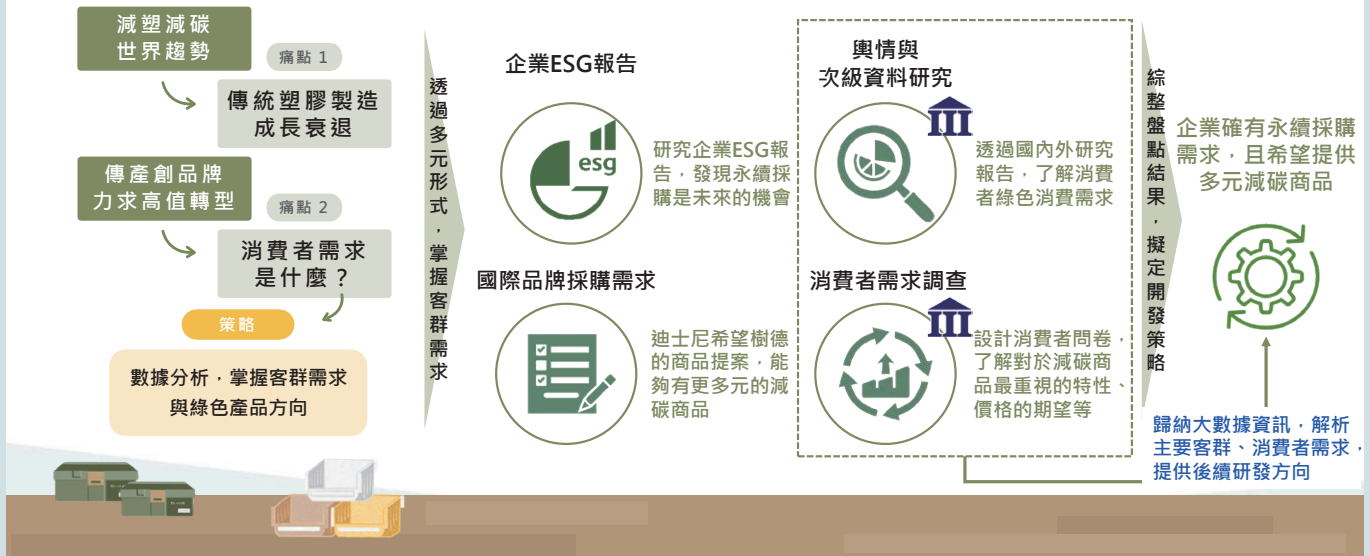 減塑減碳
世界趨勢
痛點 1
傳統塑膠製造
成長衰退
傳產創品牌
力求高值轉型
痛點 2
消費者需求
是什麼？
策略
數據分析，掌握客群需求
與綠色產品方向
透過多元形式，掌握客群需求
企業ESG報告
esg
研究企業ESG報
告，發現永續採
購是未來的機會
國際品牌採購需求
迪士尼希望樹德
的商品提案，能
夠有更多元的減
碳商品
輿情與
次級資料研究
透過國內外研究
報告，了解消費
者綠色消費需求
消費者需求調查
設計消費者問卷，
了解對於減碳商
品最重視的特性、
價格的期望等
綜整盤點結果，擬定開發策略
企業確有永續採購
需求，且希望提供
多元減碳商品
歸納大數據資訊，解析
主要客群、消費者需求，
提供後續研發方向